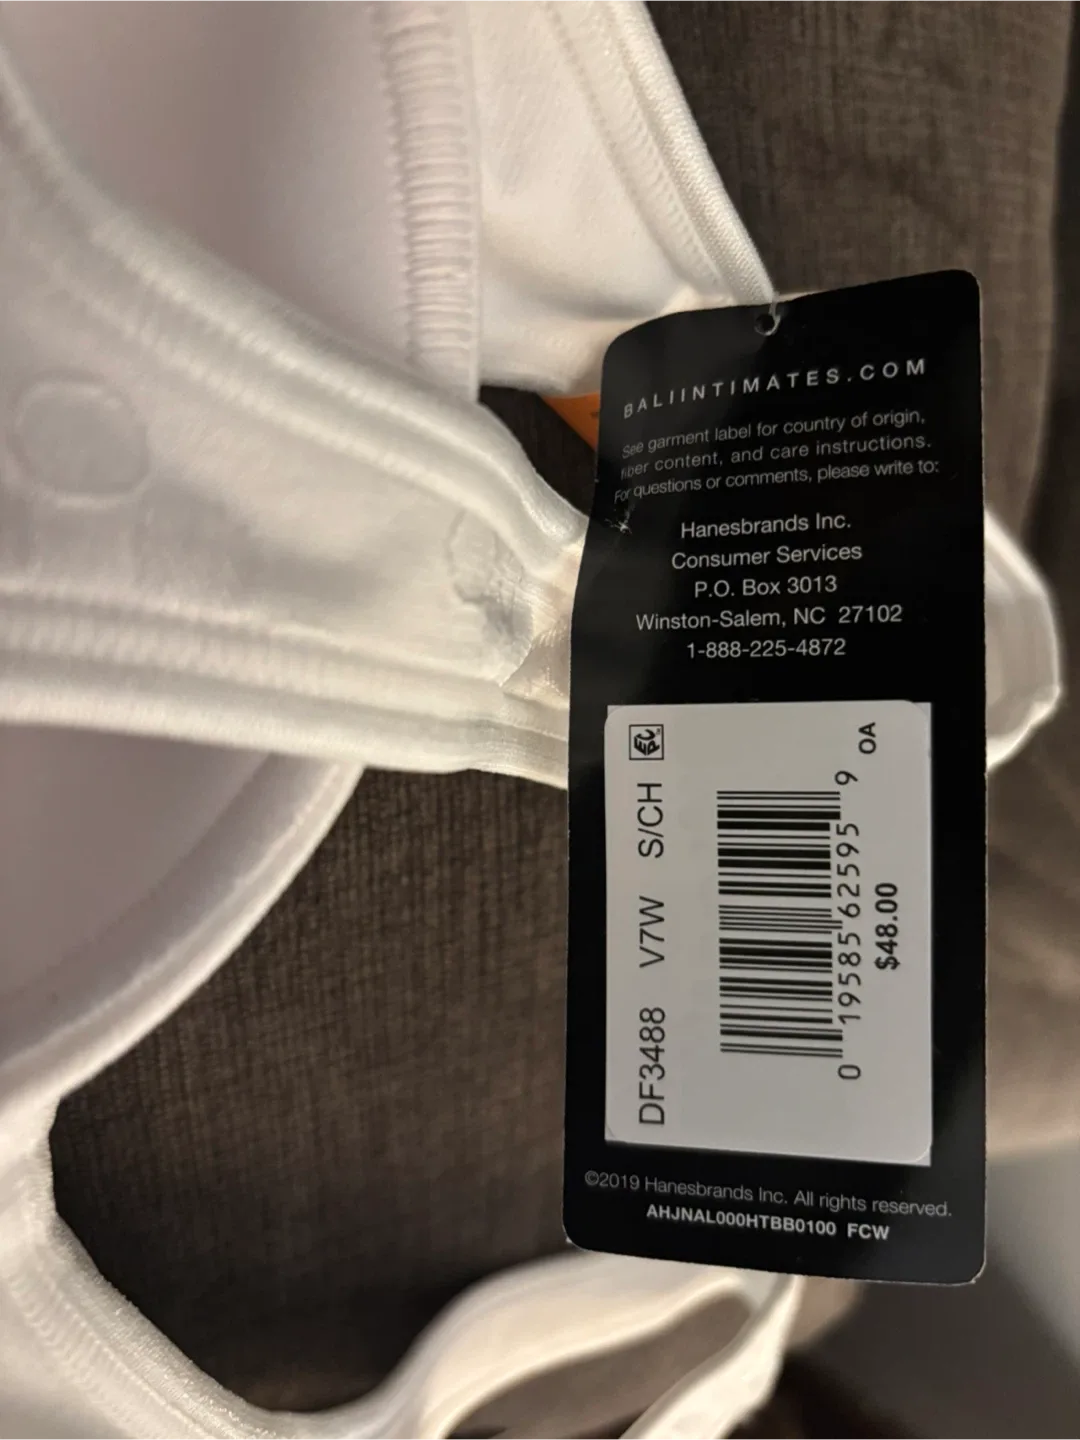 BALIINTIMATES.COM
See garment label for country of origin,
fiber content, and care instructions.
For questions or comments, please write to:
Hanesbrands Inc.
Consumer Services
P.O. Box 3013
Winston-Salem, NC 27102
1-888-225-4872
DF3488 V7W S/CH EPC
0 19585 62595 9 OA
$48.00
©2019 Hanesbrands Inc. All rights reserved.
AHJNAL000HTBB0100 FCW